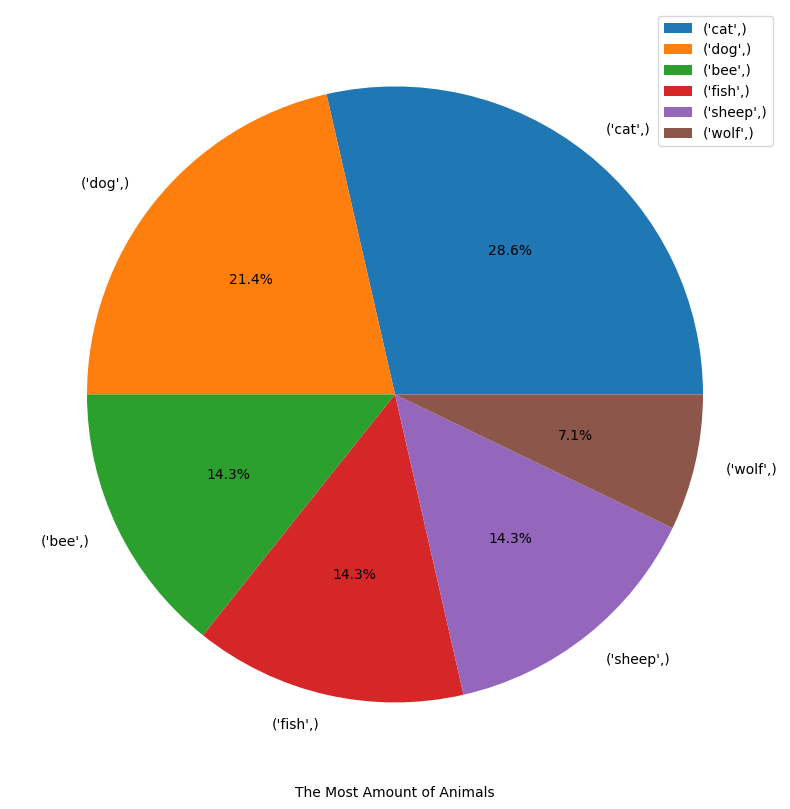 ('cat',)
('dog',)
('bee',)
('fish',)
('sheep',)
('wolf',)
('cat',)
('dog',)
28.6%
21.4%
7.1%
('wolf',)
14.3%
14.3%
('bee',)
14.3%
('sheep',)
('fish',)
The Most Amount of Animals